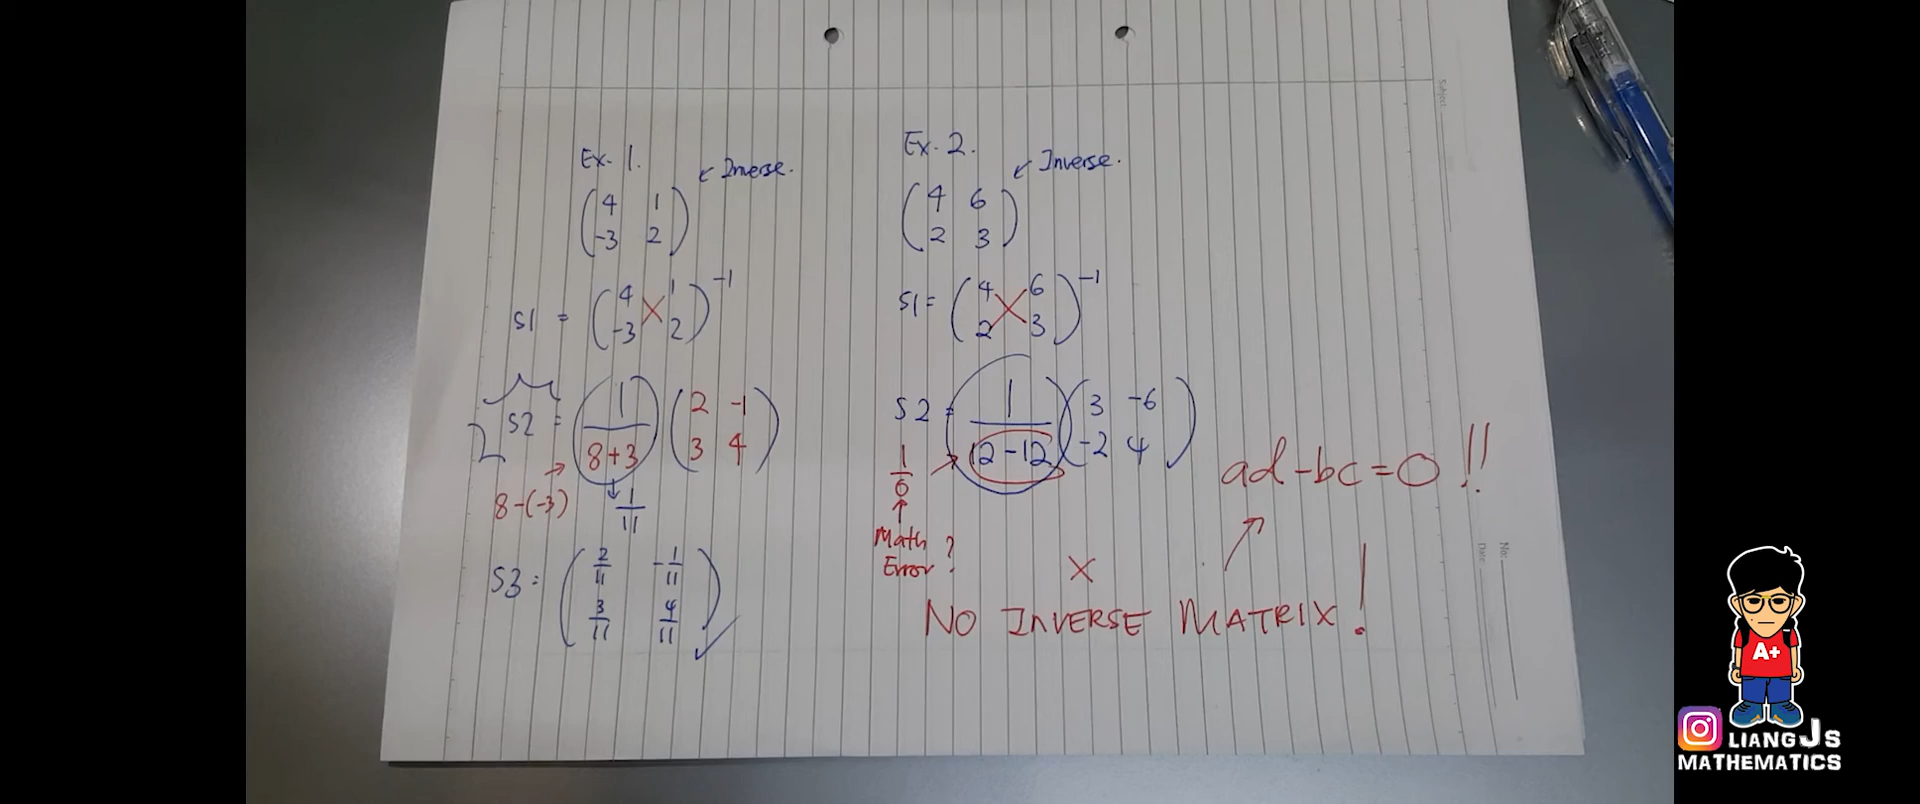 Ex. 1.
↙ Inverse.
( 4 1
-3 2 )
S1 = ( 4 1
-3 2 )⁻¹
S2 = 1 / 8+3 ( 2 -1
3 4 )
8-(-3)
↓ 1/11
S3 = ( 2/11 -1/11
3/11 4/11 )
Ex. 2.
↙ Inverse.
( 4 6
2 3 )
S1 = ( 4 6
2 3 )⁻¹
S2 = 1 / 12-12 ( 3 -6
-2 4 )
1/0
Math
Error ?
ad-bc=0 !!
×
NO INVERSE MATRIX!
Subject:
No:
Date:
A+
LIANGJS
MATHEMATICS